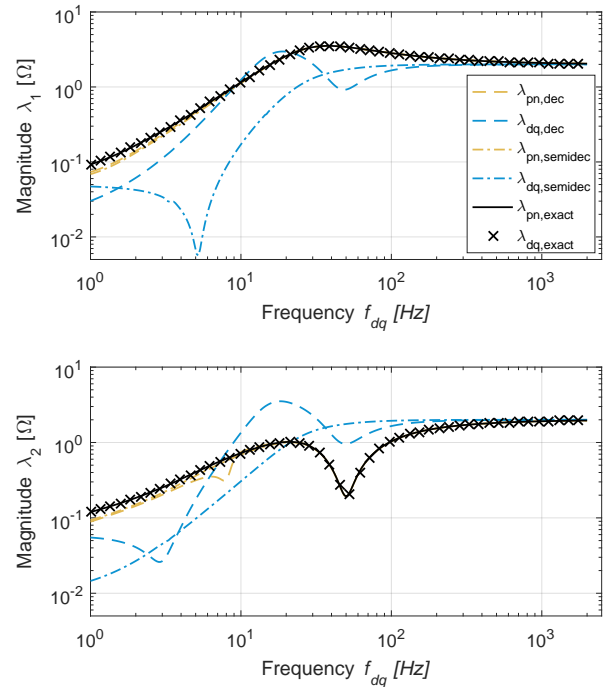 10^1
10^0
10^-1
10^-2
Magnitude λ_1 [Ω]
λ_pn,dec
λ_dq,dec
λ_pn,semidec
λ_dq,semidec
λ_pn,exact
λ_dq,exact
10^0
10^1
10^2
10^3
Frequency f_dq [Hz]
10^1
10^0
10^-1
10^-2
Magnitude λ_2 [Ω]
10^0
10^1
10^2
10^3
Frequency f_dq [Hz]